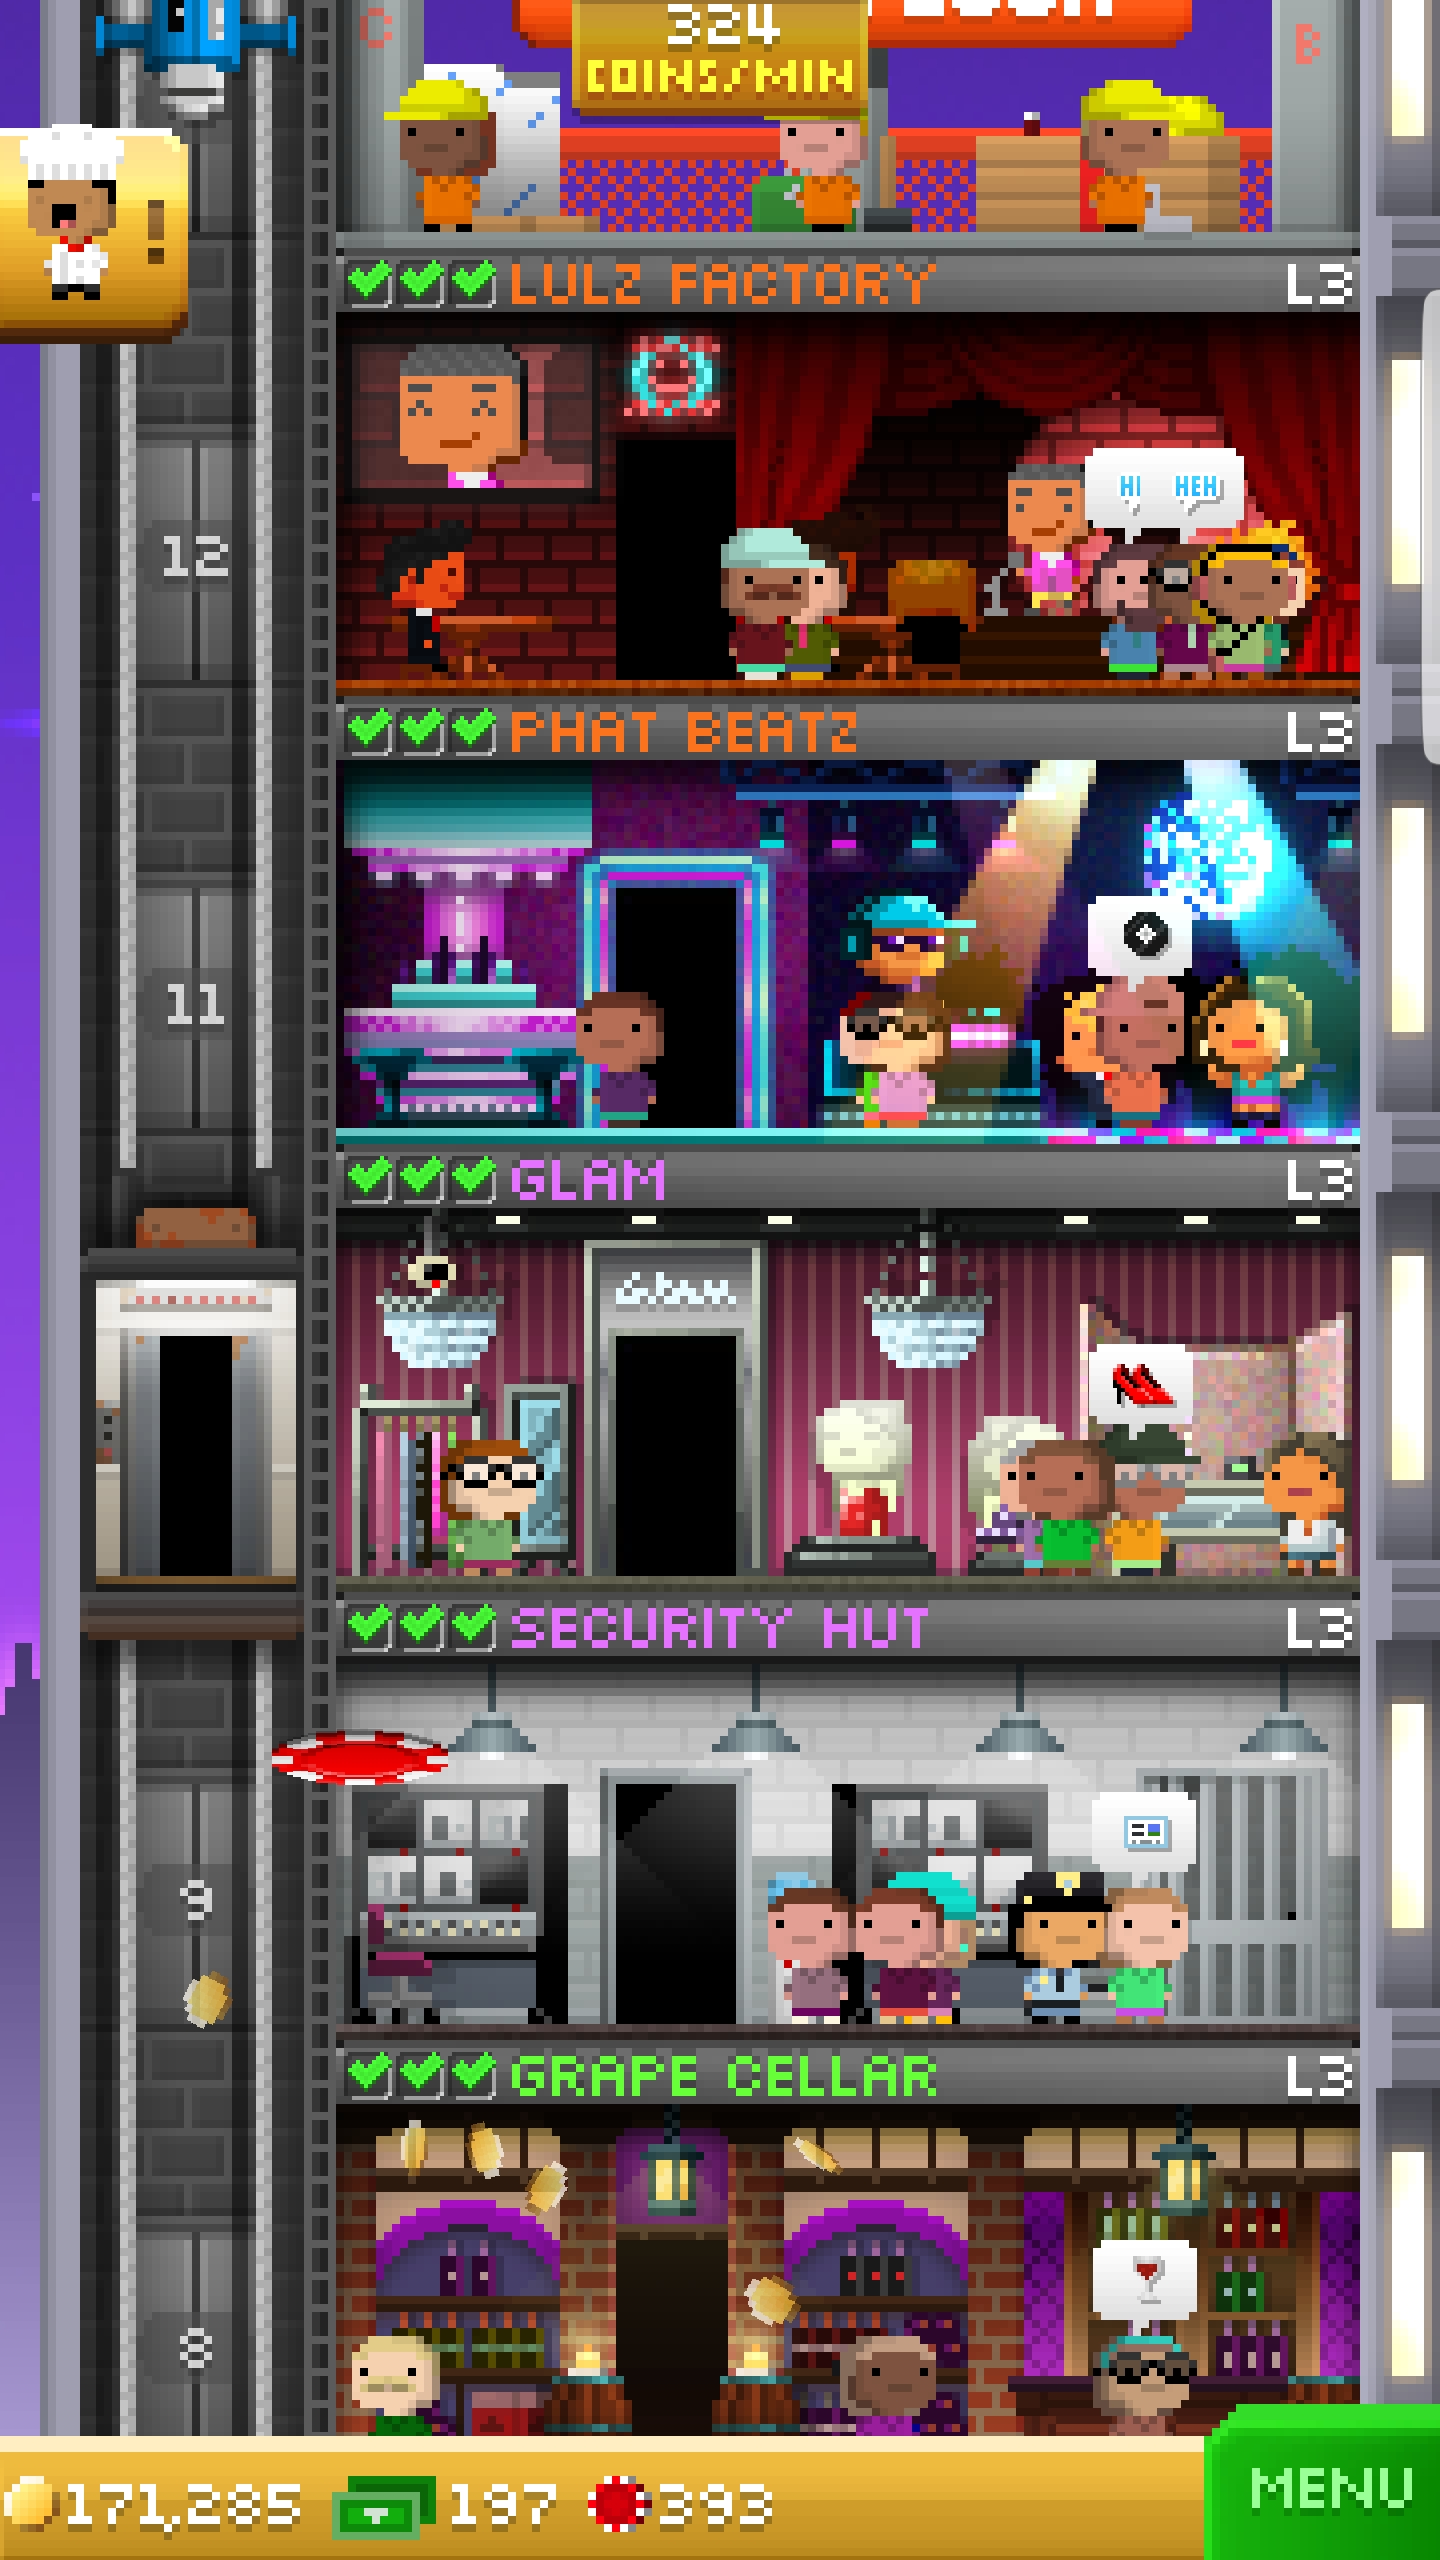 C
324
COINS/MIN
B
!
LULZ FACTORY
L3
12
HI HEH
PHAT BEATZ
L3
11
GLAM
L3
Glam
SECURITY HUT
L3
9
GRAPE CELLAR
L3
8
171,285
197
393
MENU